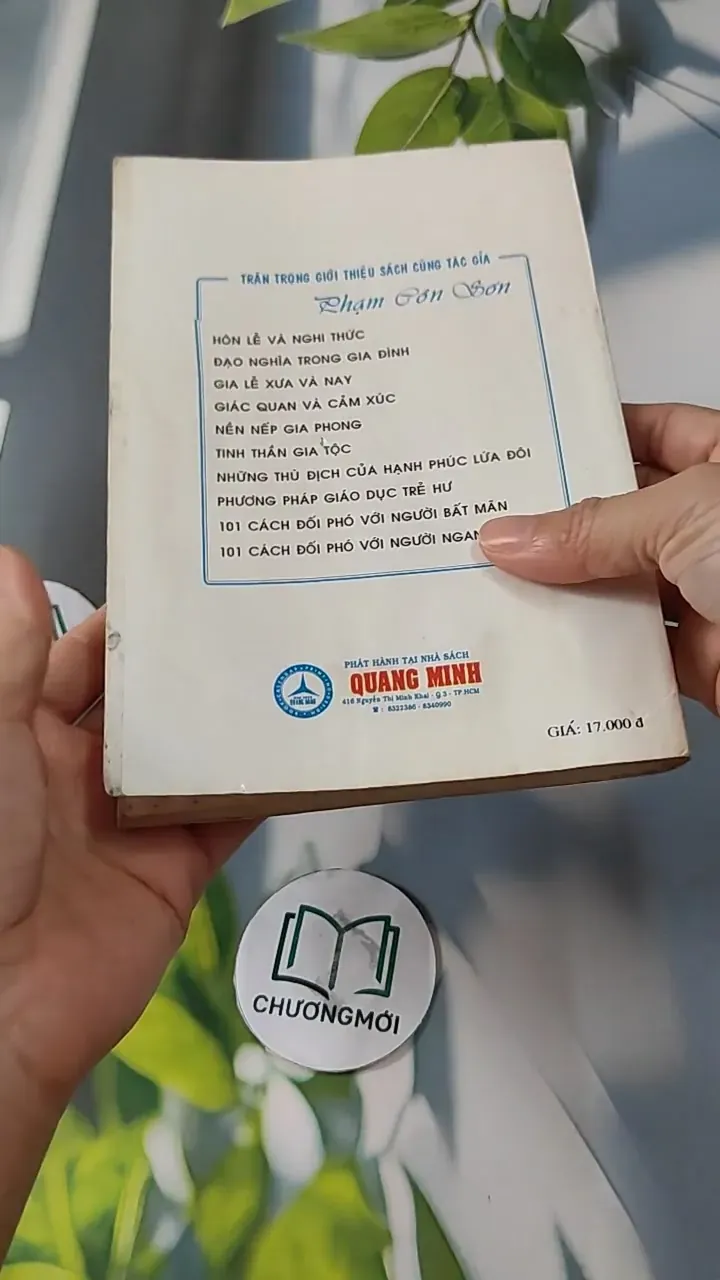 TRÂN TRỌNG GIỚI THIỆU SÁCH CÙNG TÁC GỈA
Phạm Côn Sơn
HÔN LỄ VÀ NGHI THỨC
ĐẠO NGHĨA TRONG GIA ĐÌNH
GIA LỄ XƯA VÀ NAY
GIÁC QUAN VÀ CẢM XÚC
NỀN NẾP GIA PHONG
TINH THẦN GIA TỘC
NHỮNG THÙ ĐỊCH CỦA HẠNH PHÚC LỨA ĐÔI
PHƯƠNG PHÁP GIÁO DỤC TRẺ HƯ
101 CÁCH ĐỐI PHÓ VỚI NGƯỜI BẤT MÃN
101 CÁCH ĐỐI PHÓ VỚI NGƯỜI NGAN
PHÁT HÀNH TẠI NHÀ SÁCH
QUANG MINH
416 Nguyễn Thị Minh Khai - Q 3 - TP HCM
☎ : 8322386 - 8340990
GIÁ: 17.000 đ
CHƯƠNGMỚI